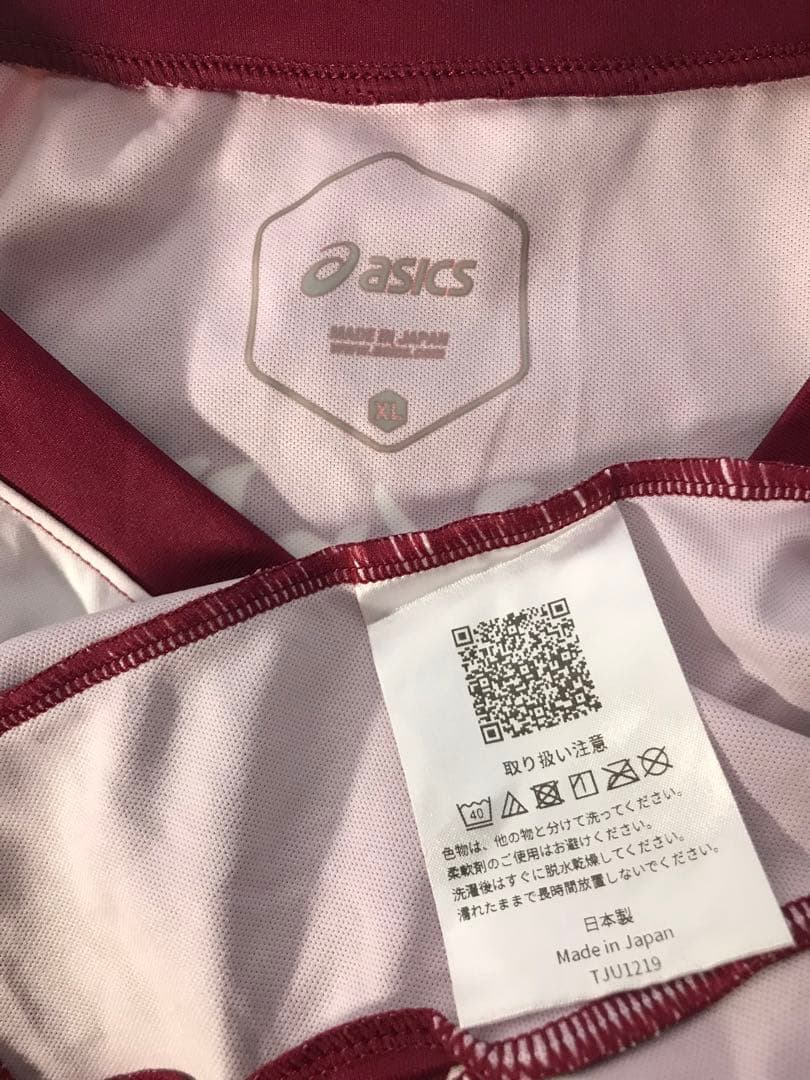 asics
MADE IN JAPAN
www.asics.com
XL
取り扱い注意
40
色物は、他の物と分けて洗ってください。
柔軟剤のご使用はお避けください。
洗濯後はすぐに脱水乾燥してください。
濡れたままで長時間放置しないでください。
日本製
Made in Japan
TJU1219